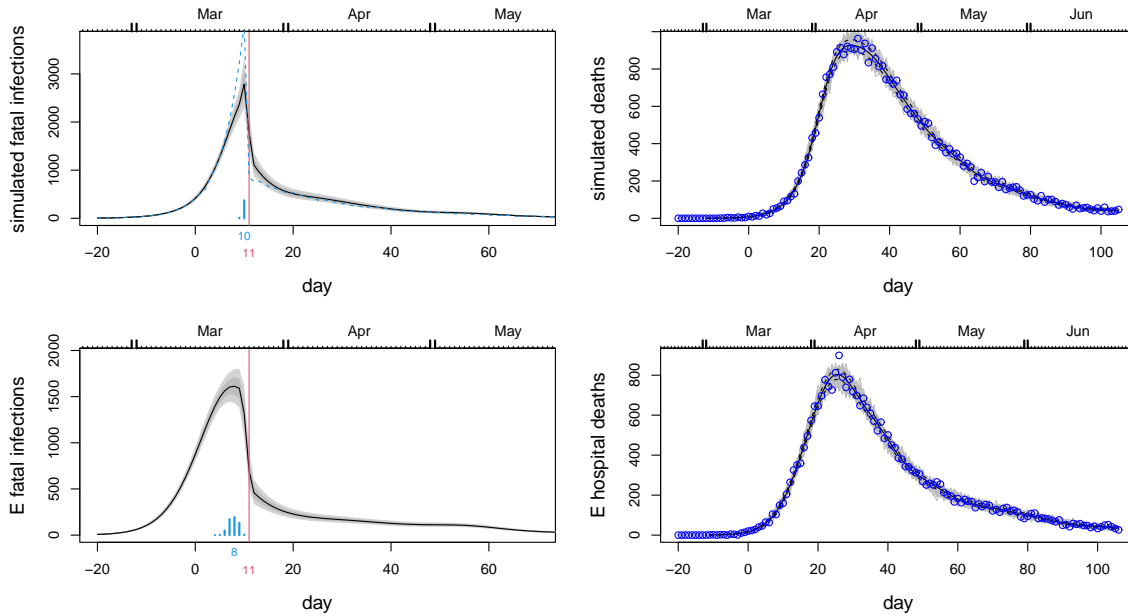 Mar Apr May
simulated fatal infections
0 1000 2000 3000
10
−20 0 11 20 40 60
day
Mar Apr May Jun
simulated deaths
0 200 400 600 800
−20 0 20 40 60 80 100
day
Mar Apr May
E fatal infections
0 500 1000 1500 2000
8
−20 0 11 20 40 60
day
Mar Apr May Jun
E hospital deaths
0 200 400 600 800
−20 0 20 40 60 80 100
day